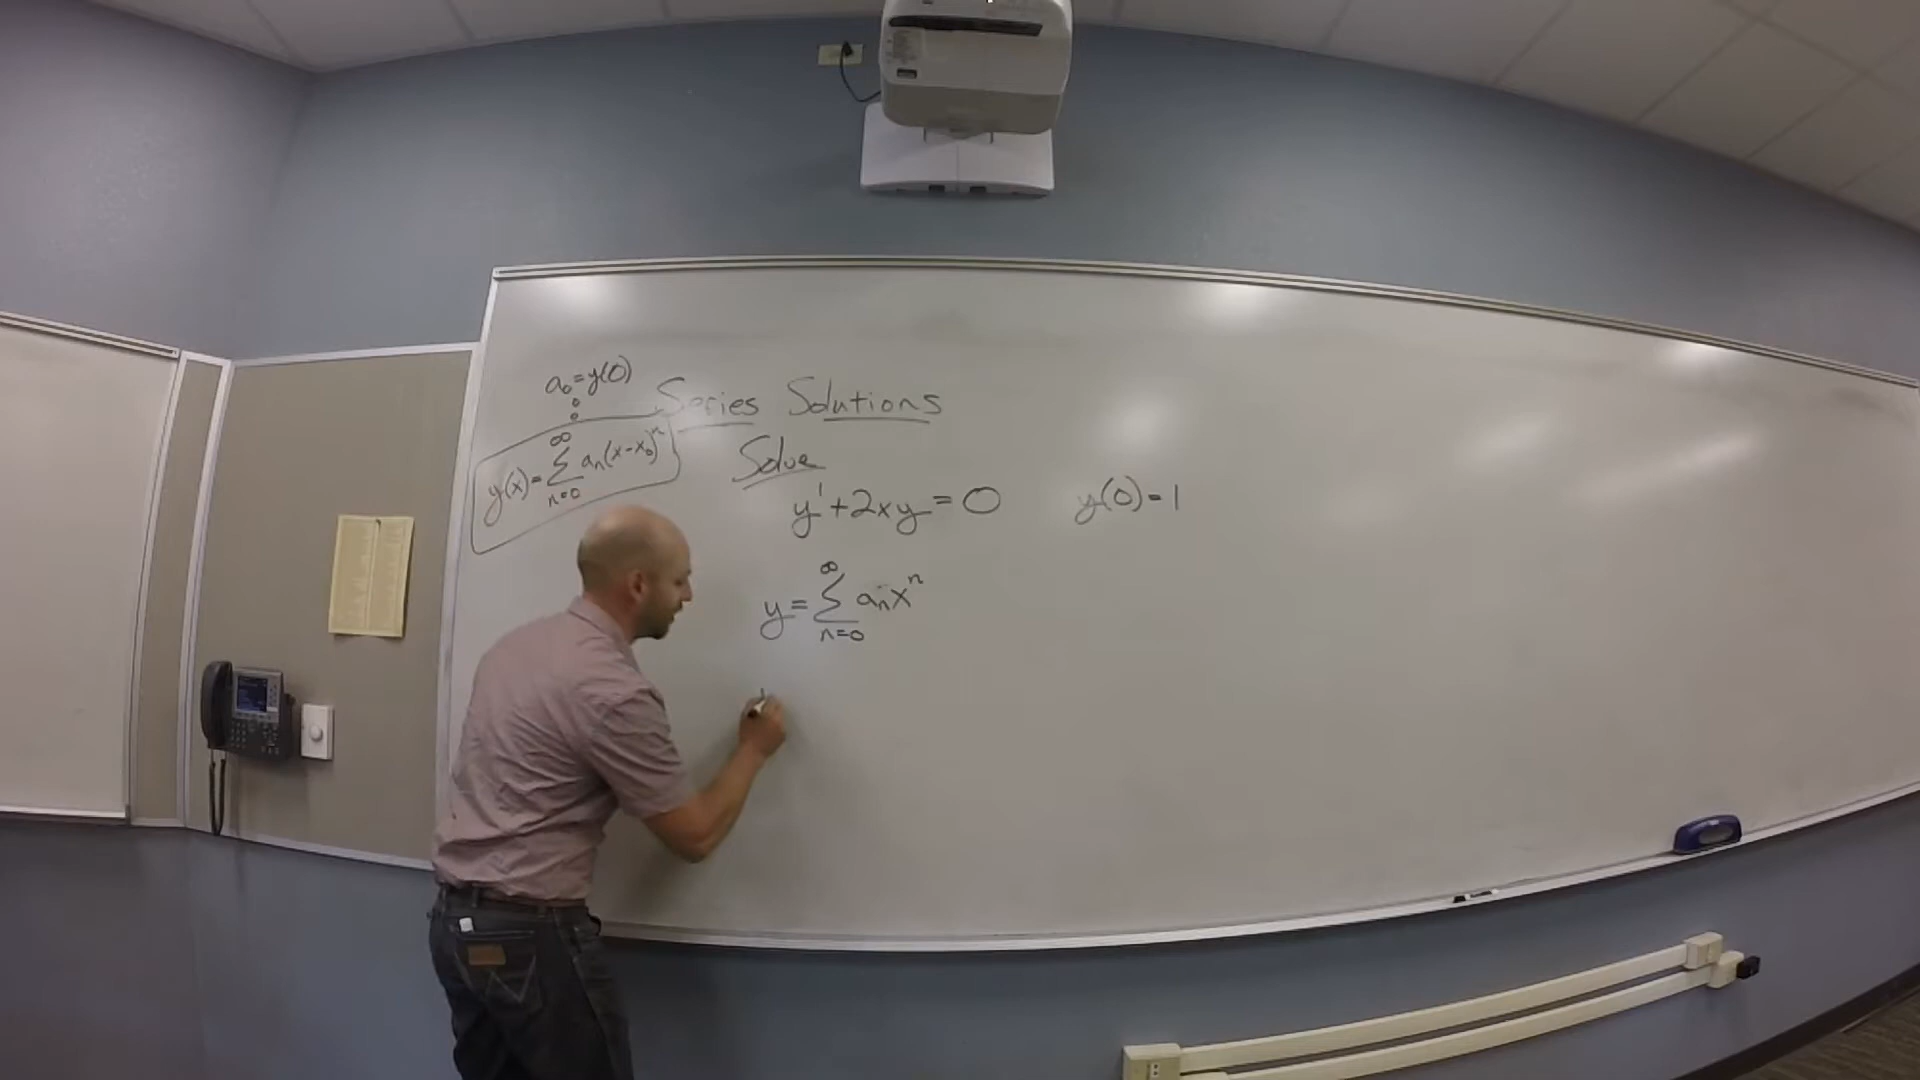 a₀=y(0)
Series Solutions
y(x)=∑_{n=0}^{∞} aₙ(x-x₀)ⁿ
Solve
y'+2xy=0 y(0)=1
y=∑_{n=0}^{∞} aₙxⁿ